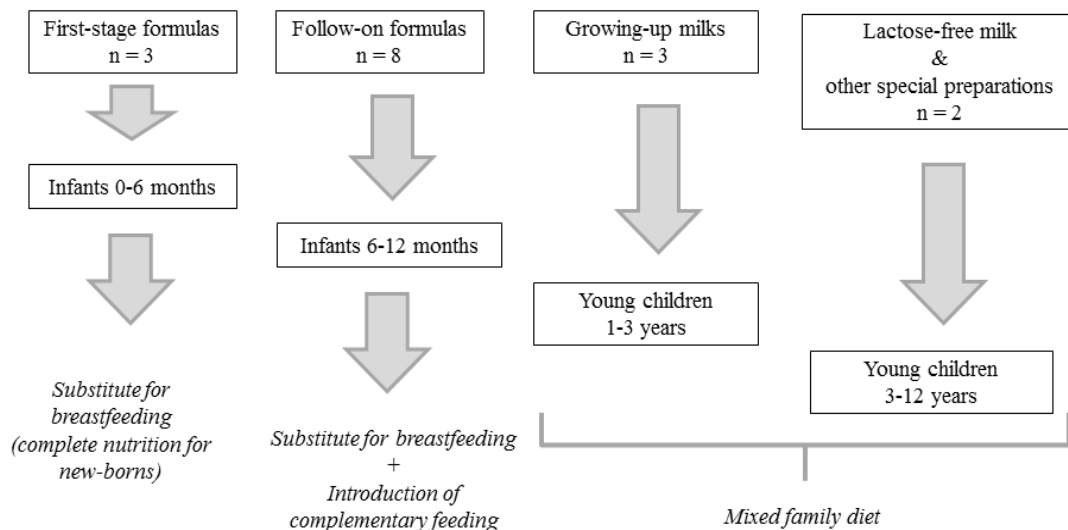 First-stage formulas
n = 3
Infants 0-6 months
Substitute for
breastfeeding
(complete nutrition for
new-borns)
Follow-on formulas
n = 8
Infants 6-12 months
Substitute for breastfeeding
+
Introduction of
complementary feeding
Growing-up milks
n = 3
Young children
1-3 years
Lactose-free milk
&
other special preparations
n = 2
Young children
3-12 years
Mixed family diet